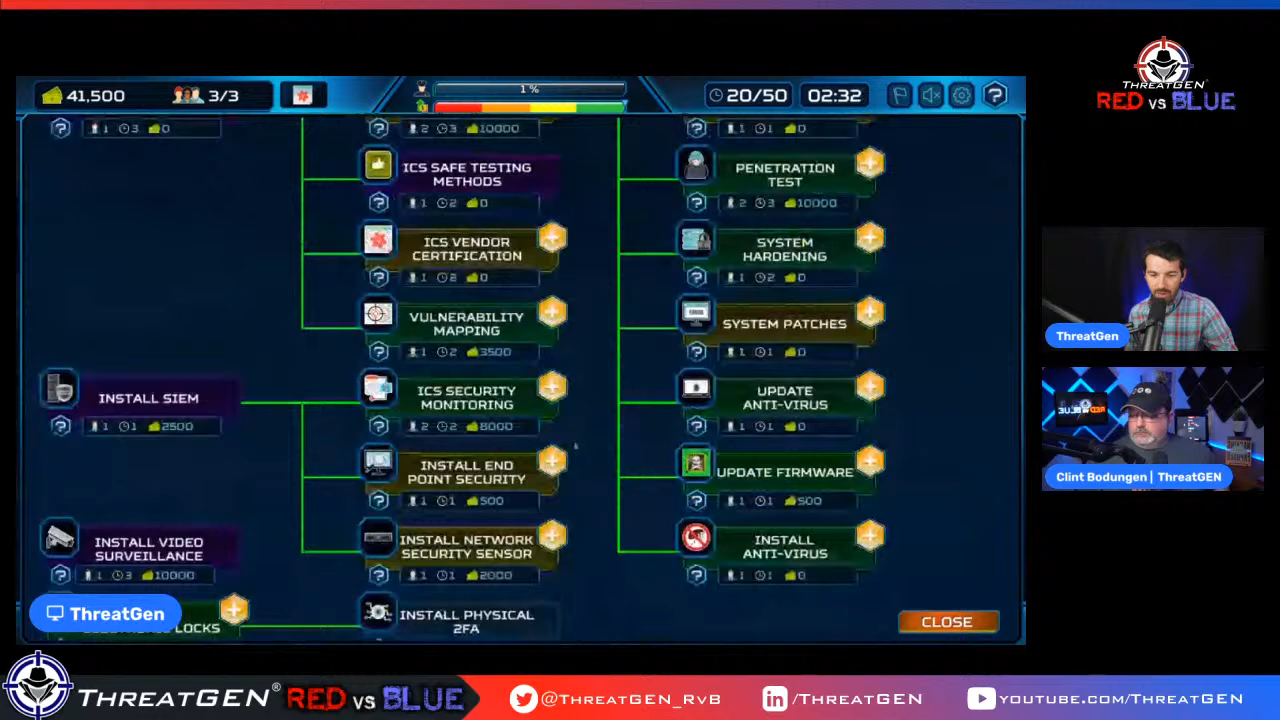 41,500
3/3
1 %
20/50
02:32
THREATGEN®
RED vs BLUE
1 3 0
2 3 10000
1 1 0
ICS SAFE TESTING
METHODS
1 2 0
PENETRATION
TEST
2 3 10000
ICS VENDOR
CERTIFICATION
1 2 0
SYSTEM
HARDENING
1 2 0
VULNERABILITY
MAPPING
1 2 3500
SYSTEM PATCHES
1 1 0
INSTALL SIEM
1 1 2500
ICS SECURITY
MONITORING
2 2 8000
UPDATE
ANTI-VIRUS
1 1 0
INSTALL END
POINT SECURITY
1 1 500
UPDATE FIRMWARE
1 1 500
INSTALL VIDEO
SURVEILLANCE
1 3 10000
INSTALL NETWORK
SECURITY SENSOR
1 1 2000
INSTALL
ANTI-VIRUS
1 1 0
LOCKS
INSTALL PHYSICAL
2FA
CLOSE
ThreatGen
ThreatGen
Clint Bodungen | ThreatGEN
THREATGEN® RED vs BLUE
@THREATGEN_RVB
/THREATGEN
YOUTUBE.COM/THREATGEN